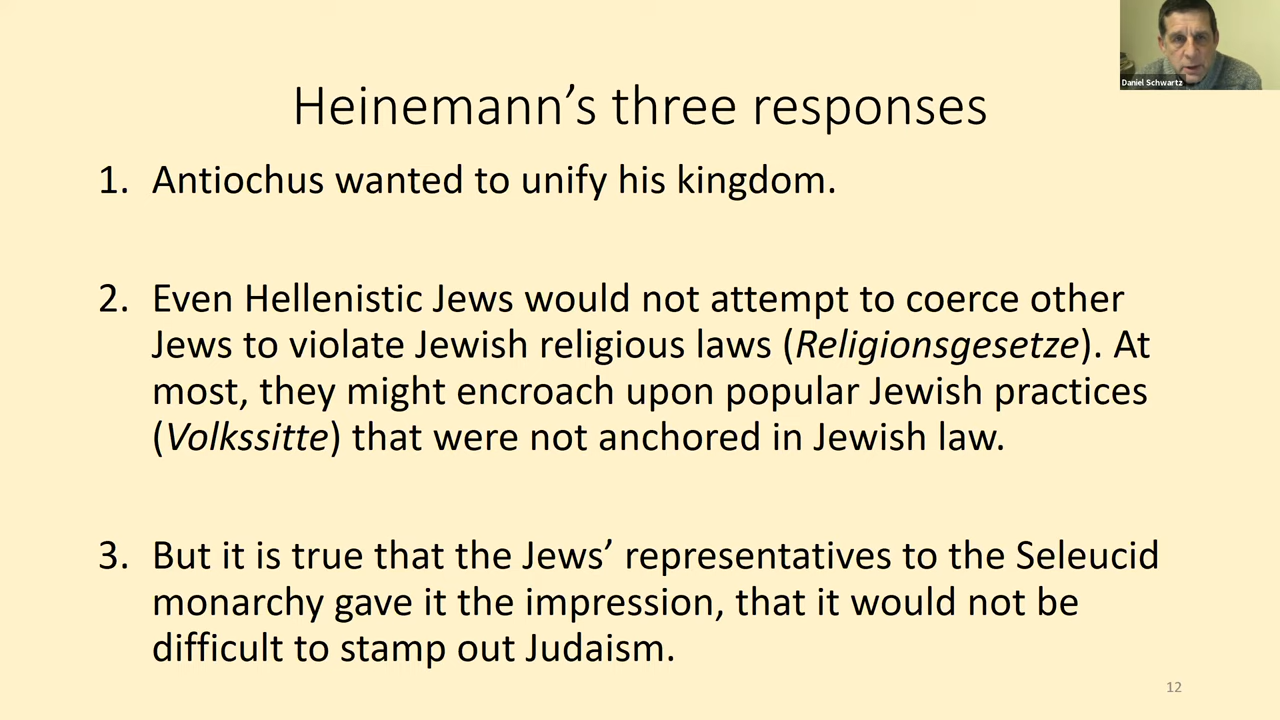 Daniel Schwartz
Heinemann’s three responses
1. Antiochus wanted to unify his kingdom.
2. Even Hellenistic Jews would not attempt to coerce other
Jews to violate Jewish religious laws (Religionsgesetze). At
most, they might encroach upon popular Jewish practices
(Volkssitte) that were not anchored in Jewish law.
3. But it is true that the Jews’ representatives to the Seleucid
monarchy gave it the impression, that it would not be
difficult to stamp out Judaism.
12